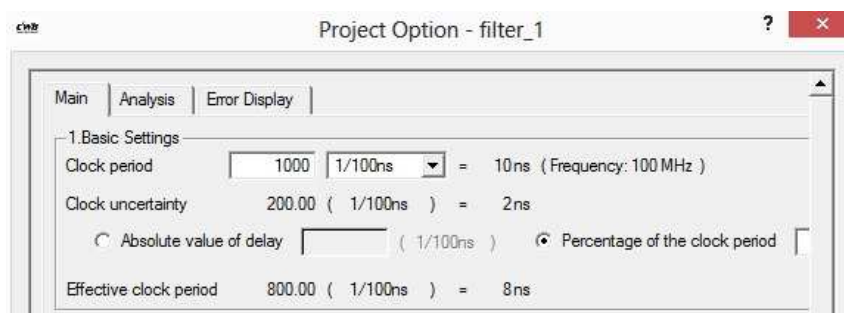 CWB Project Option - filter_1 ? ×
Main Analysis Error Display
1.Basic Settings
Clock period 1000 1/100ns = 10ns ( Frequency: 100 MHz )
Clock uncertainty 200.00 ( 1/100ns ) = 2ns
Absolute value of delay ( 1/100ns ) Percentage of the clock period
Effective clock period 800.00 ( 1/100ns ) = 8ns